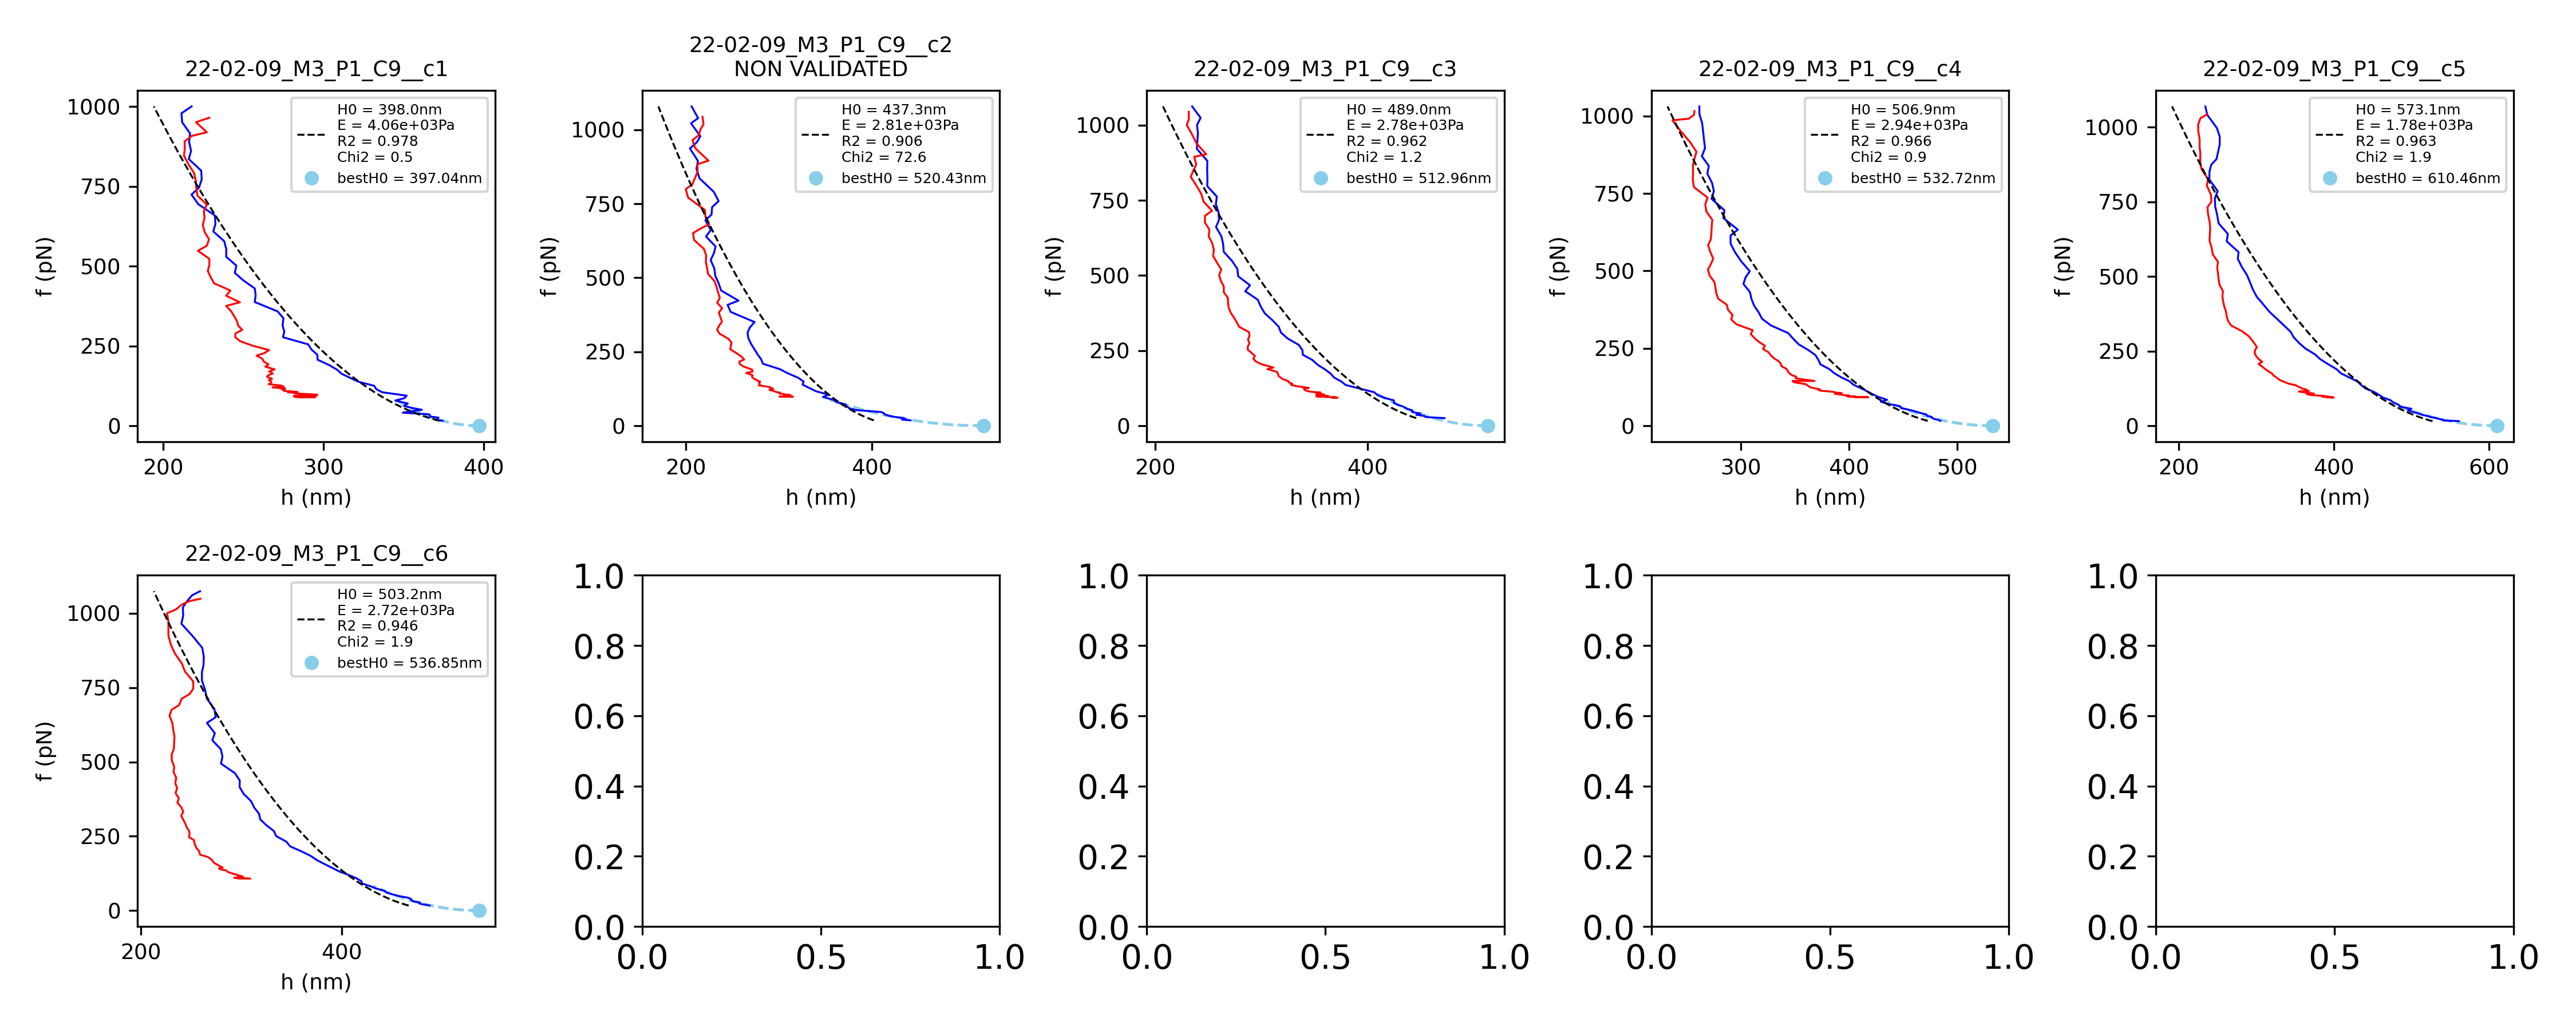 22-02-09_M3_P1_C9__c1
1000
750
500
250
0
f (pN)
200 300 400
h (nm)
H0 = 398.0nm
E = 4.06e+03Pa
R2 = 0.978
Chi2 = 0.5
bestH0 = 397.04nm
22-02-09_M3_P1_C9__c2
NON VALIDATED
1000
750
500
250
0
f (pN)
200 400
h (nm)
H0 = 437.3nm
E = 2.81e+03Pa
R2 = 0.906
Chi2 = 72.6
bestH0 = 520.43nm
22-02-09_M3_P1_C9__c3
1000
750
500
250
0
f (pN)
200 400
h (nm)
H0 = 489.0nm
E = 2.78e+03Pa
R2 = 0.962
Chi2 = 1.2
bestH0 = 512.96nm
22-02-09_M3_P1_C9__c4
1000
750
500
250
0
f (pN)
300 400 500
h (nm)
H0 = 506.9nm
E = 2.94e+03Pa
R2 = 0.966
Chi2 = 0.9
bestH0 = 532.72nm
22-02-09_M3_P1_C9__c5
1000
750
500
250
0
f (pN)
200 400 600
h (nm)
H0 = 573.1nm
E = 1.78e+03Pa
R2 = 0.963
Chi2 = 1.9
bestH0 = 610.46nm
22-02-09_M3_P1_C9__c6
1000
750
500
250
0
f (pN)
200 400
h (nm)
H0 = 503.2nm
E = 2.72e+03Pa
R2 = 0.946
Chi2 = 1.9
bestH0 = 536.85nm
1.0
0.8
0.6
0.4
0.2
0.0
0.0 0.5 1.0
1.0
0.8
0.6
0.4
0.2
0.0
0.0 0.5 1.0
1.0
0.8
0.6
0.4
0.2
0.0
0.0 0.5 1.0
1.0
0.8
0.6
0.4
0.2
0.0
0.0 0.5 1.0